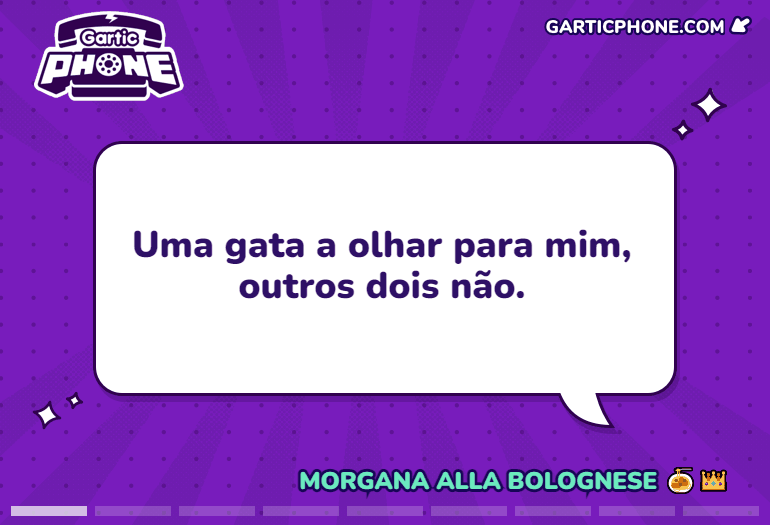 Gartic
PHONE
GARTICPHONE.COM
Uma gata a olhar para mim,
outros dois não.
MORGANA ALLA BOLOGNESE